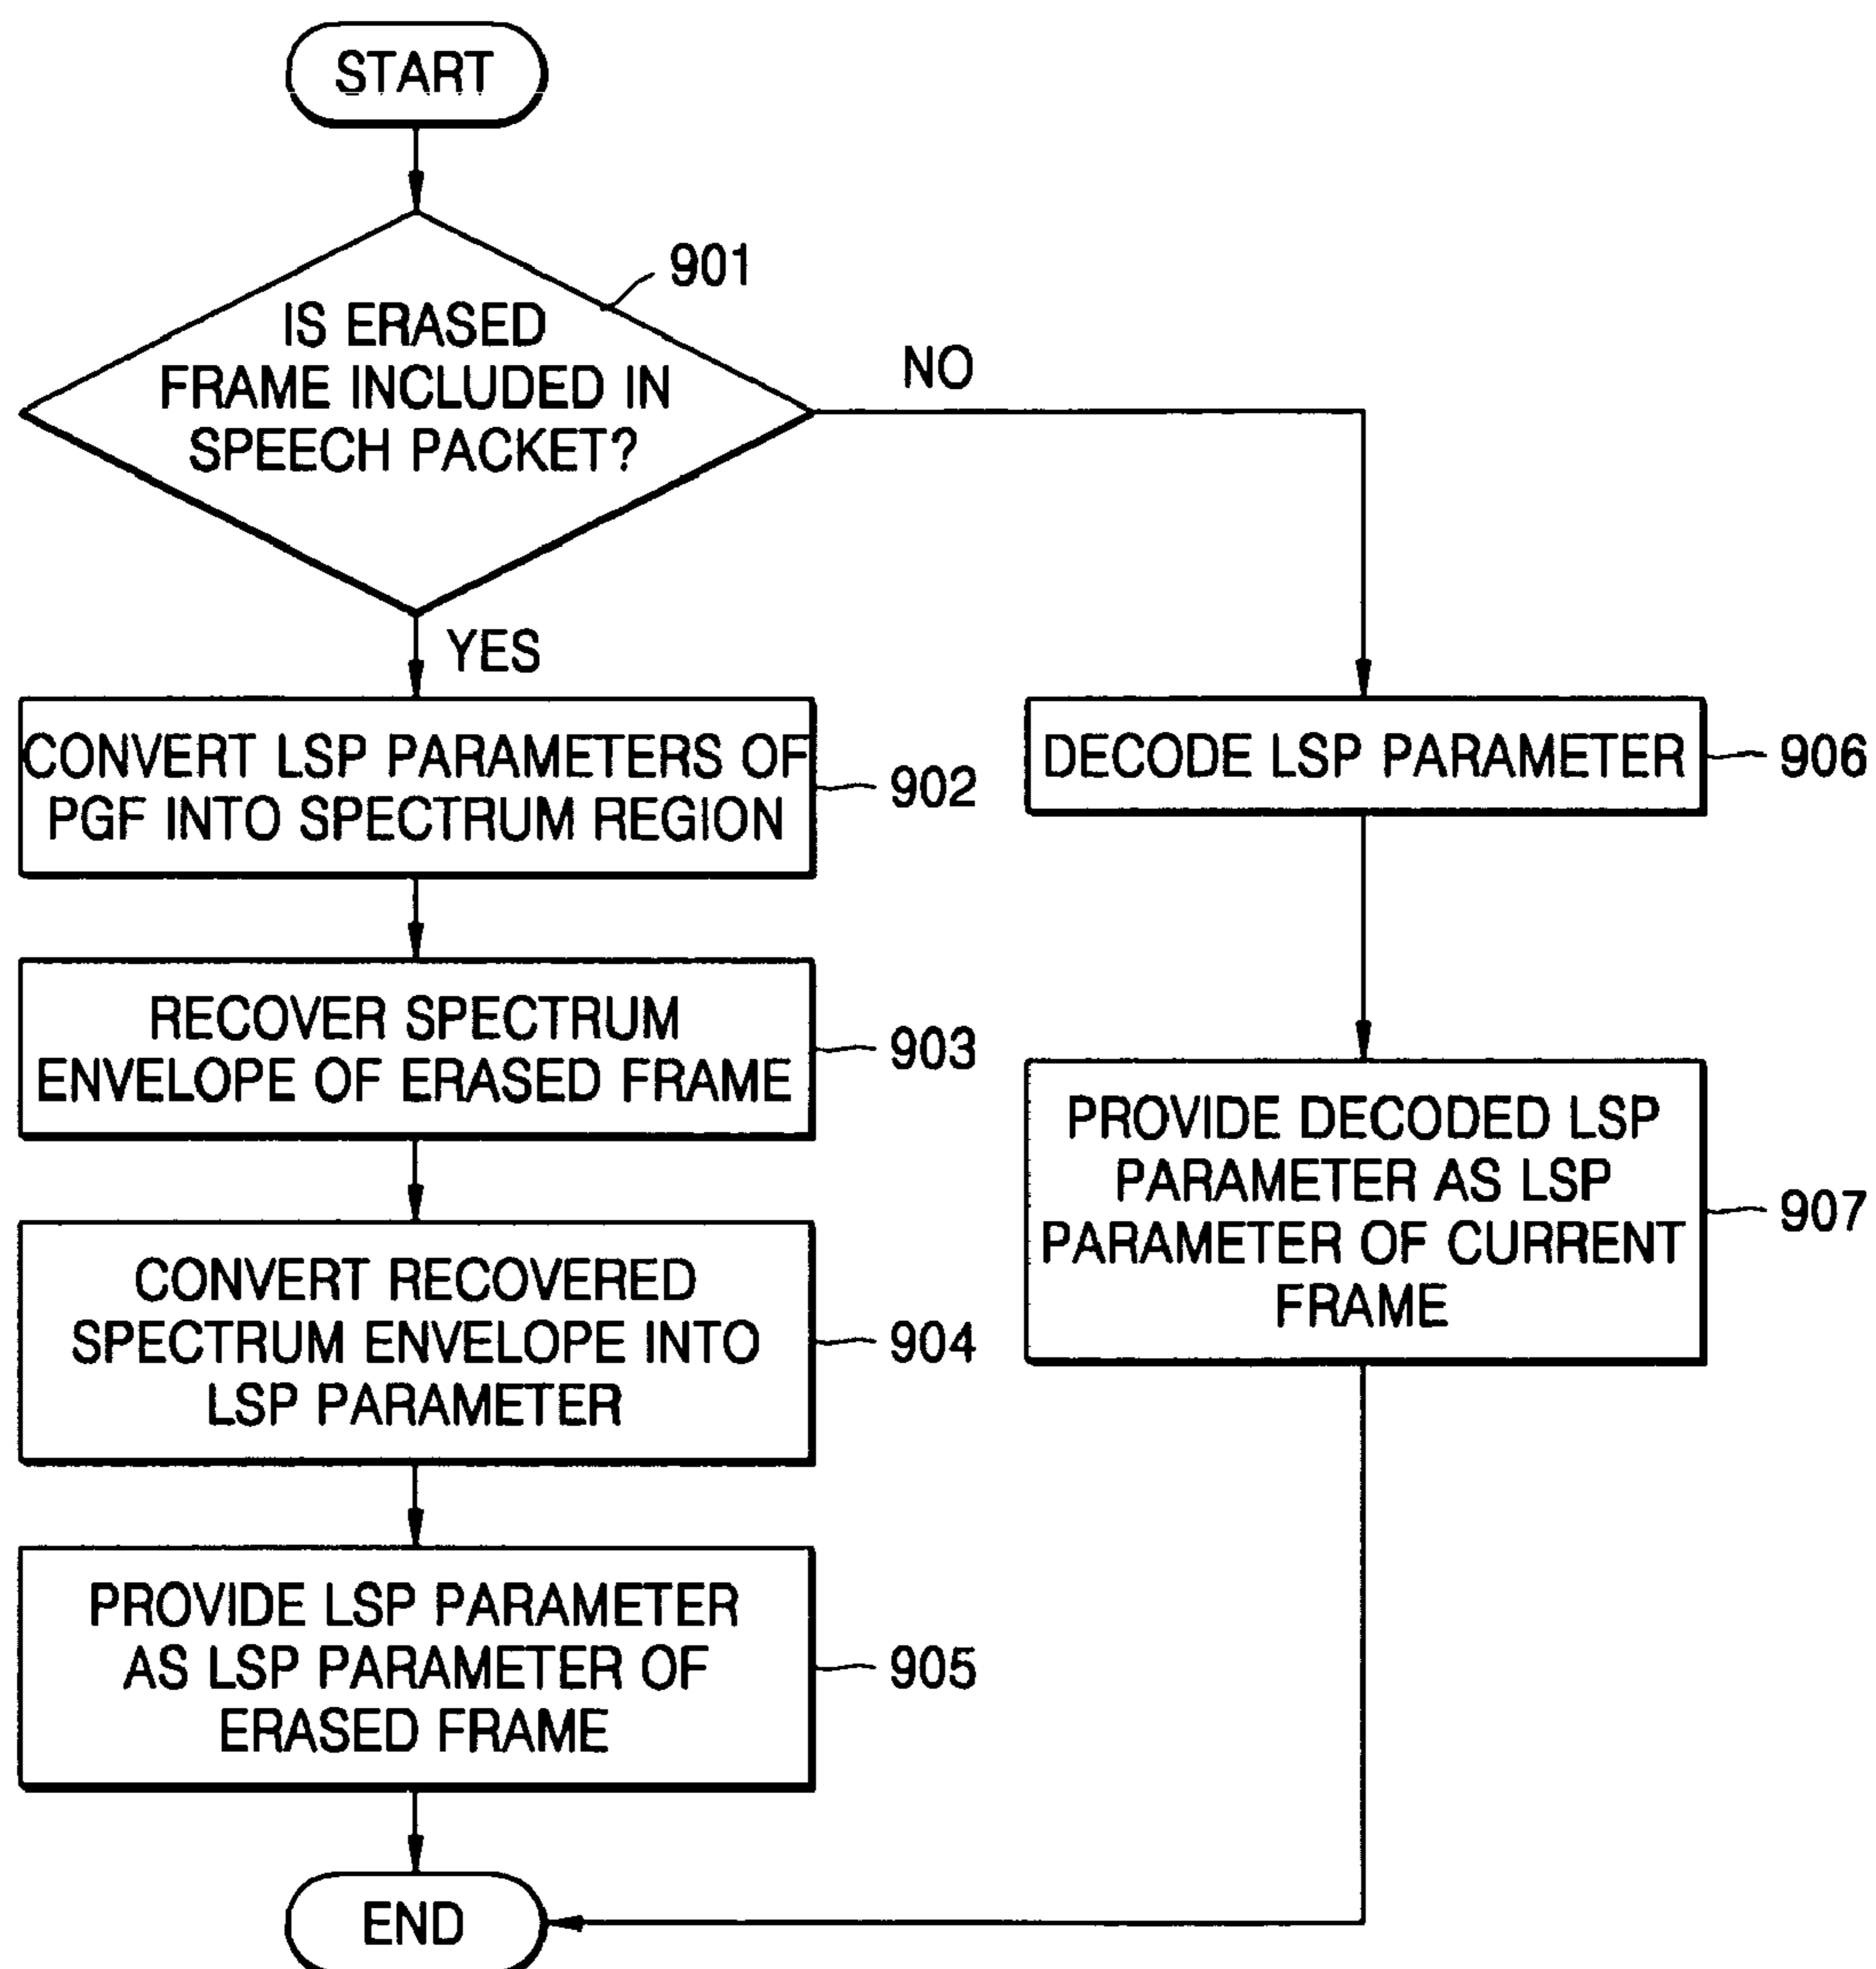 START
901
IS ERASED
FRAME INCLUDED IN
SPEECH PACKET?
NO
YES
CONVERT LSP PARAMETERS OF
PGF INTO SPECTRUM REGION
902
DECODE LSP PARAMETER
906
RECOVER SPECTRUM
ENVELOPE OF ERASED FRAME
903
PROVIDE DECODED LSP
PARAMETER AS LSP
PARAMETER OF CURRENT
FRAME
907
CONVERT RECOVERED
SPECTRUM ENVELOPE INTO
LSP PARAMETER
904
PROVIDE LSP PARAMETER
AS LSP PARAMETER OF
ERASED FRAME
905
END